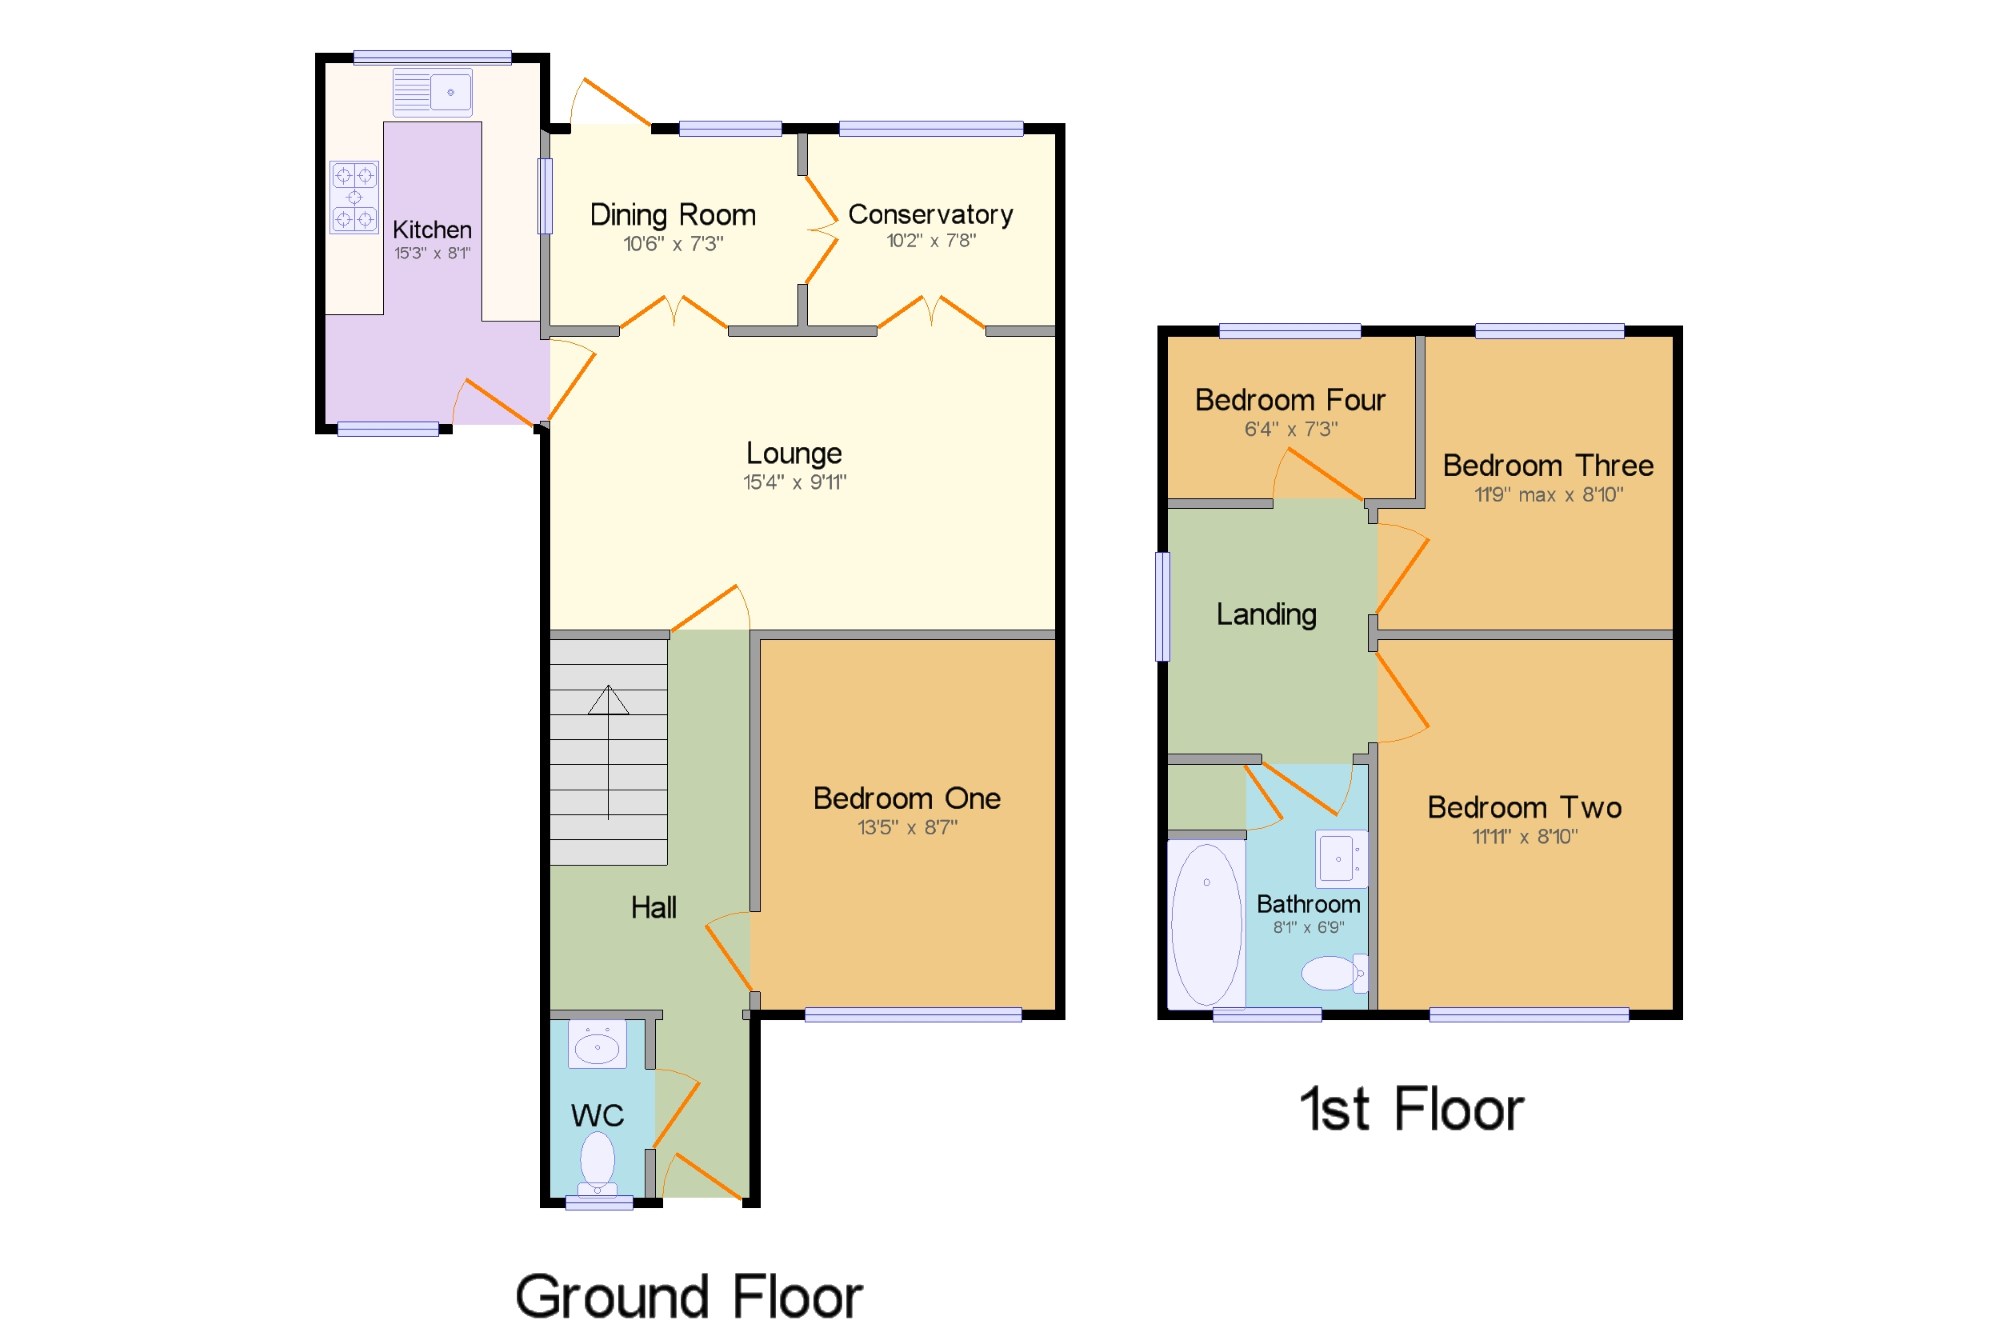 Kitchen
15'3" x 8'1"
Dining Room
10'6" x 7'3"
Conservatory
10'2" x 7'8"
Lounge
15'4" x 9'11"
Bedroom One
13'5" x 8'7"
Hall
WC
Ground Floor
Bedroom Four
6'4" x 7'3"
Bedroom Three
11'9" max x 8'10"
Landing
Bedroom Two
11'11" x 8'10"
Bathroom
8'1" x 6'9"
1st Floor